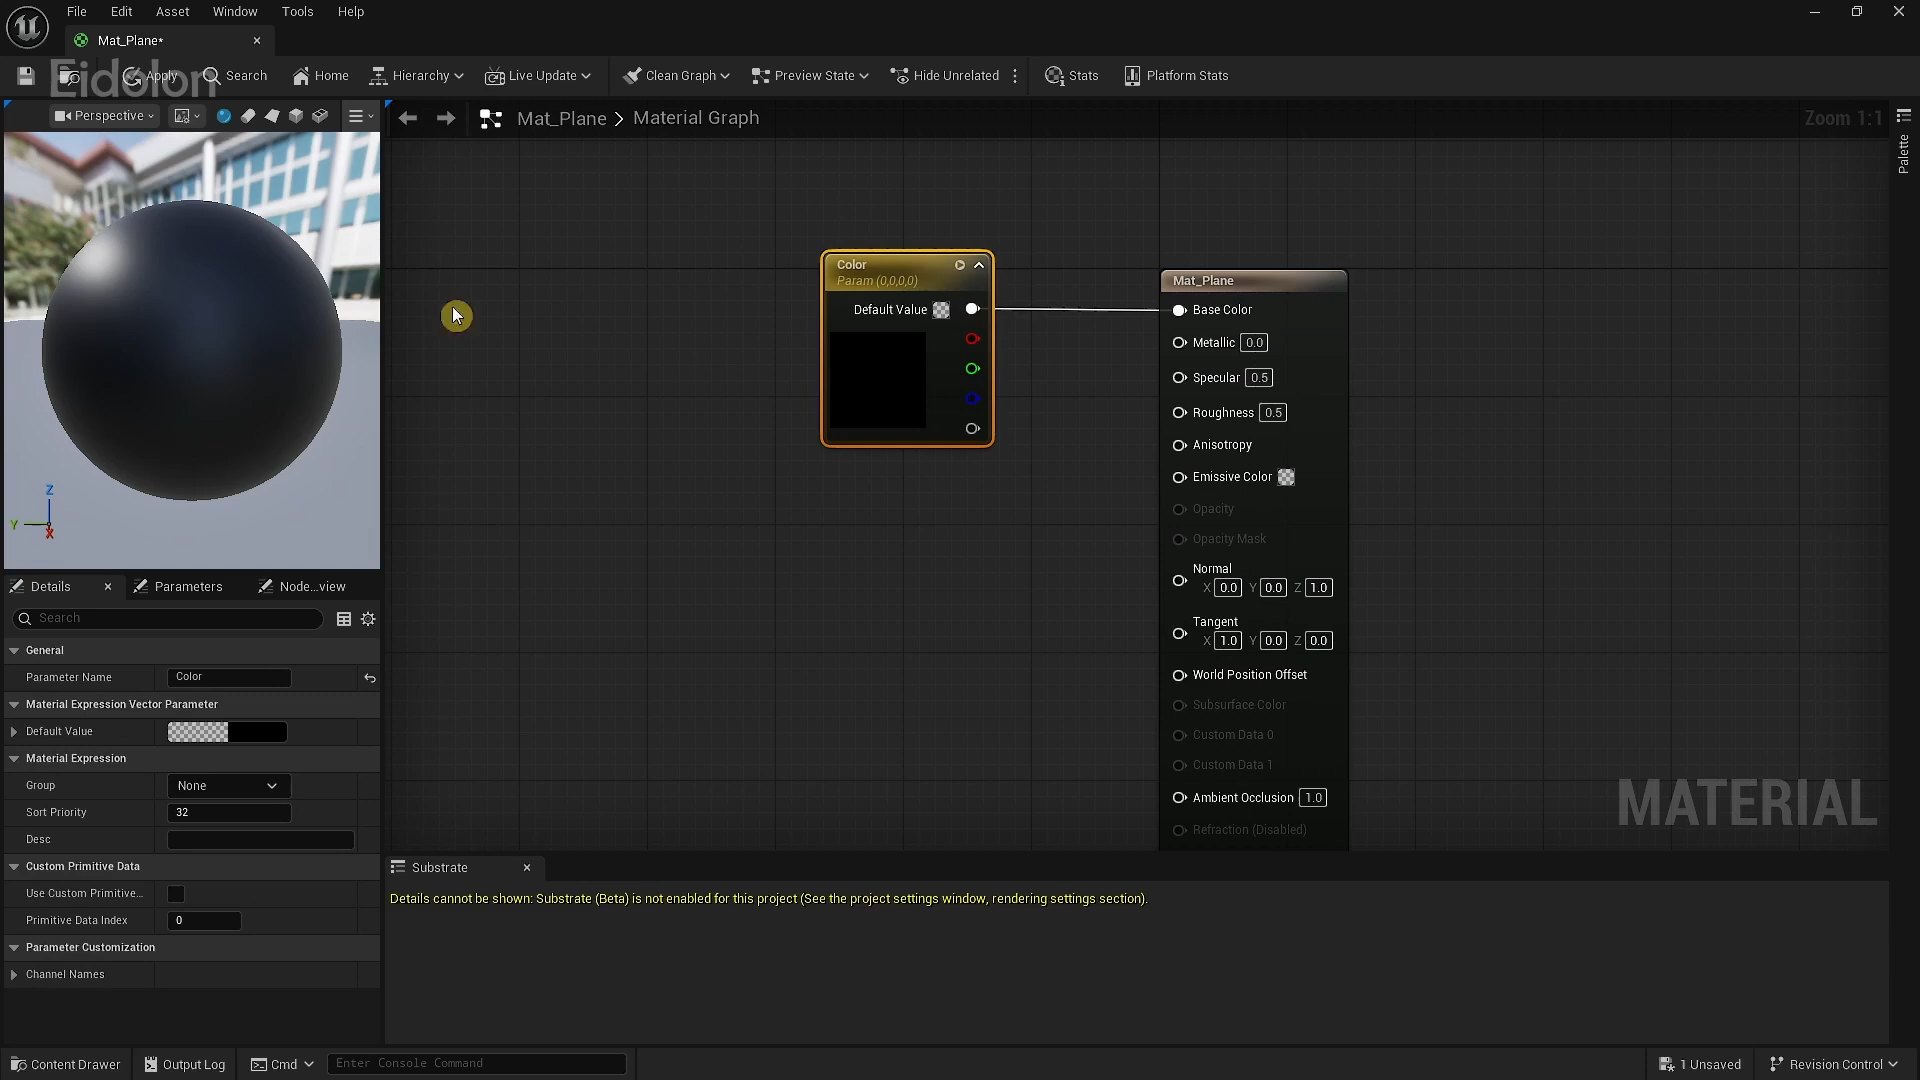 File Edit Asset Window Tools Help
Mat_Plane*
Eidolon
Apply Search Home Hierarchy Live Update Clean Graph Preview State Hide Unrelated Stats Platform Stats
Perspective
Mat_Plane > Material Graph
Zoom 1:1
Palette
Color
Param (0,0,0,0)
Default Value
Mat_Plane
Base Color
Metallic 0.0
Specular 0.5
Roughness 0.5
Anisotropy
Emissive Color
Opacity
Opacity Mask
Normal
X 0.0 Y 0.0 Z 1.0
Tangent
X 1.0 Y 0.0 Z 0.0
World Position Offset
Subsurface Color
Custom Data 0
Custom Data 1
Ambient Occlusion 1.0
Refraction (Disabled)
MATERIAL
Z
Y
X
Details Parameters Node...view
Search
General
Parameter Name Color
Material Expression Vector Parameter
Default Value
Material Expression
Group None
Sort Priority 32
Desc
Custom Primitive Data
Use Custom Primitive...
Primitive Data Index 0
Parameter Customization
Channel Names
Substrate
Details cannot be shown: Substrate (Beta) is not enabled for this project (See the project settings window, rendering settings section).
Content Drawer Output Log Cmd Enter Console Command 1 Unsaved Revision Control